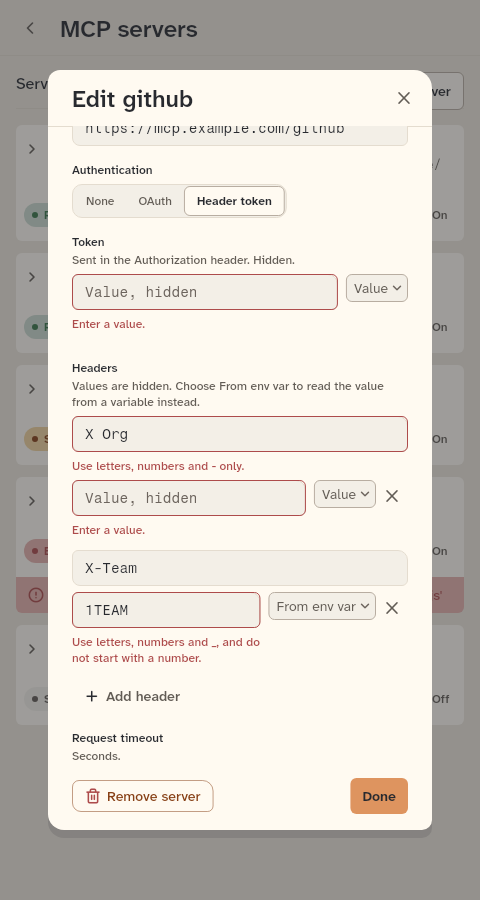 MCP servers
Serv
ver
Edit github
https://mcp.example.com/github
Authentication
None
OAuth
Header token
Token
Sent in the Authorization header. Hidden.
Value, hidden
Value
Enter a value.
Headers
Values are hidden. Choose From env var to read the value
from a variable instead.
X Org
Use letters, numbers and - only.
Value, hidden
Value
Enter a value.
X-Team
1TEAM
From env var
Use letters, numbers and _, and do
not start with a number.
Add header
Request timeout
Seconds.
Remove server
Done
/
On
On
On
On
s'
Off